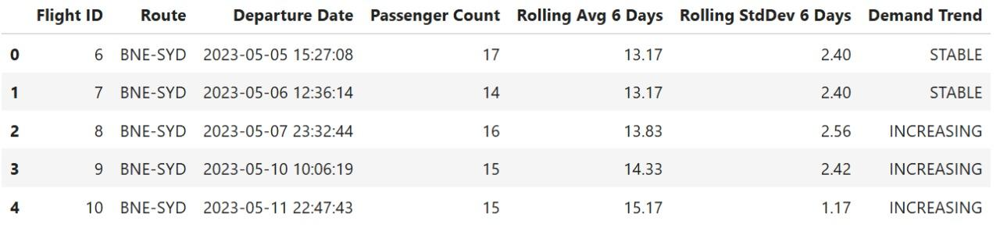 Flight ID Route Departure Date Passenger Count Rolling Avg 6 Days Rolling StdDev 6 Days Demand Trend
0 6 BNE-SYD 2023-05-05 15:27:08 17 13.17 2.40 STABLE
1 7 BNE-SYD 2023-05-06 12:36:14 14 13.17 2.40 STABLE
2 8 BNE-SYD 2023-05-07 23:32:44 16 13.83 2.56 INCREASING
3 9 BNE-SYD 2023-05-10 10:06:19 15 14.33 2.42 INCREASING
4 10 BNE-SYD 2023-05-11 22:47:43 15 15.17 1.17 INCREASING